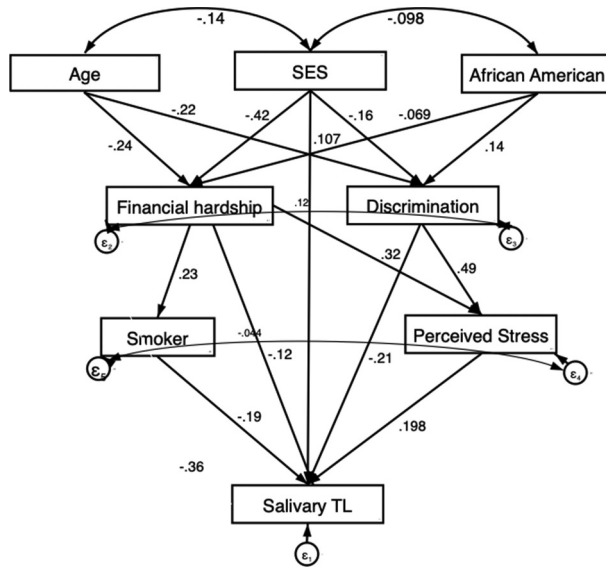 -.14
-.098
Age
SES
African American
-.22
-.42
-.16
-.069
-.24
.107
.14
Financial hardship
.12
Discrimination
ε2
ε3
.32
.23
.49
Smoker
-.044
Perceived Stress
-.12
-.21
ε5
ε4
-.19
.198
-.36
Salivary TL
ε1